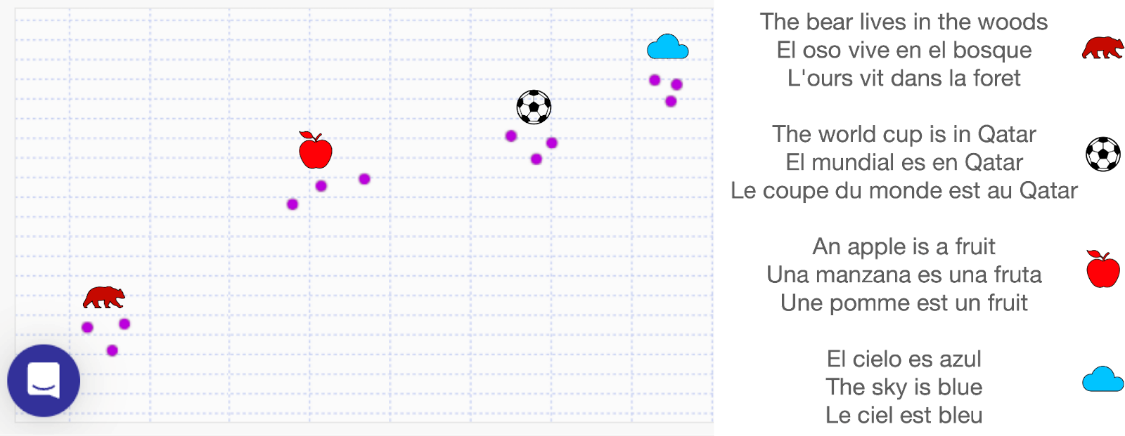 The bear lives in the woods
El oso vive en el bosque
L'ours vit dans la foret
The world cup is in Qatar
El mundial es en Qatar
Le coupe du monde est au Qatar
An apple is a fruit
Una manzana es una fruta
Une pomme est un fruit
El cielo es azul
The sky is blue
Le ciel est bleu